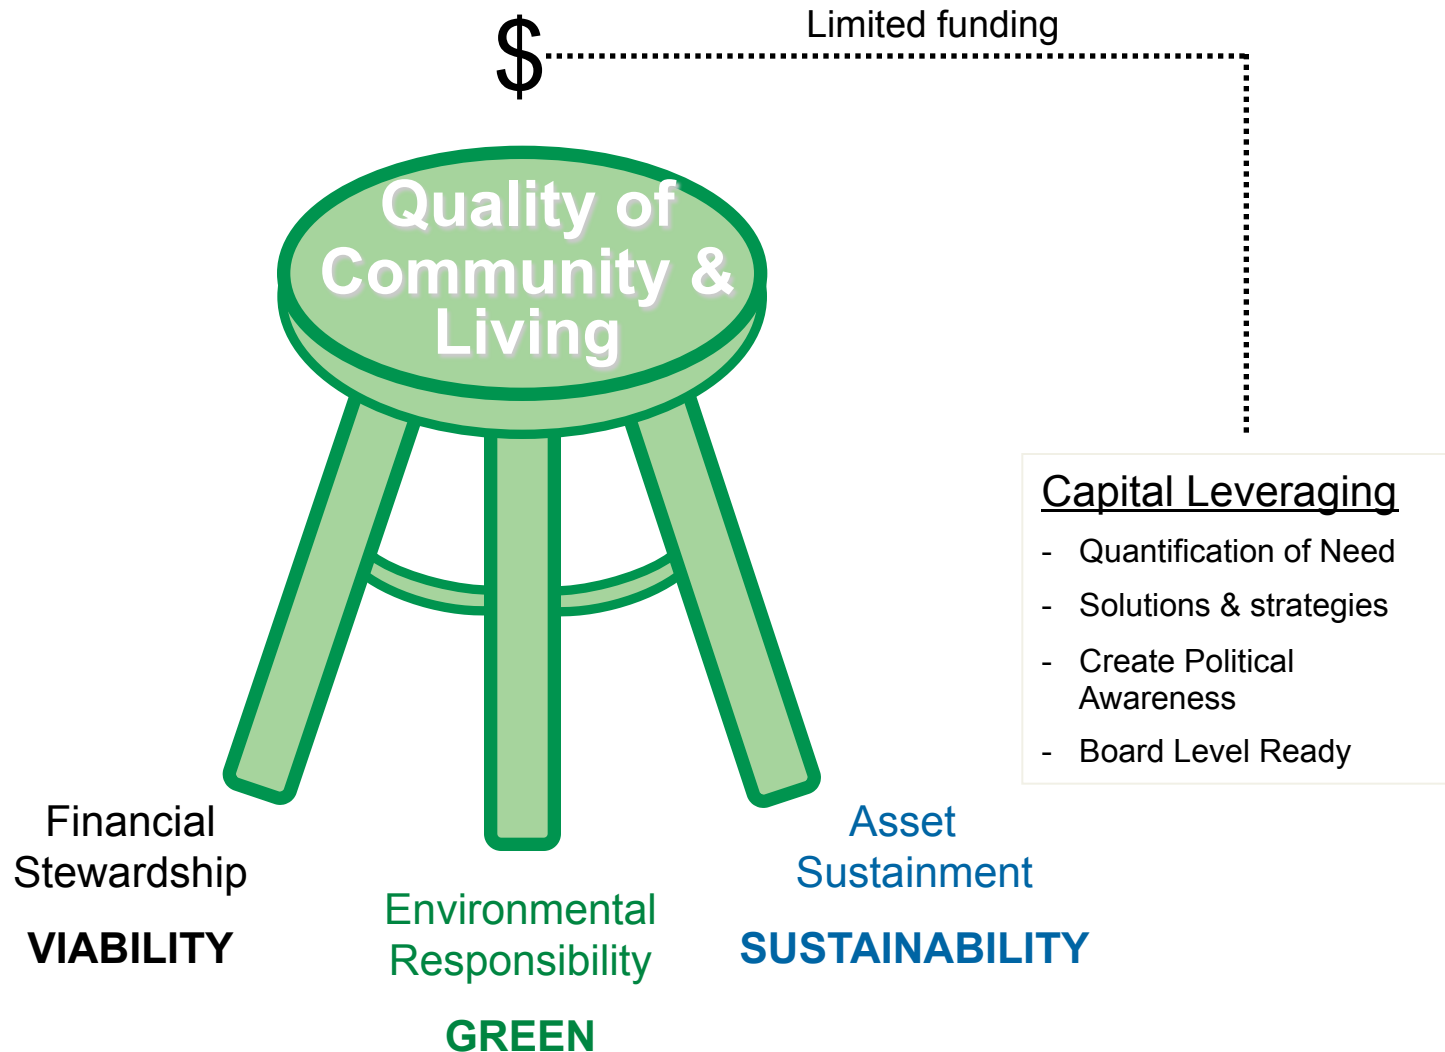 $
Limited funding
Quality of
Community &
Living
Capital Leveraging
- Quantification of Need
- Solutions & strategies
- Create Political
Awareness
- Board Level Ready
Financial
Stewardship
VIABILITY
Environmental
Responsibility
GREEN
Asset
Sustainment
SUSTAINABILITY